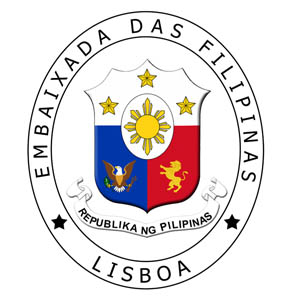 EMBAIXADA DAS FILIPINAS
REPUBLIKA NG PILIPINAS
LISBOA